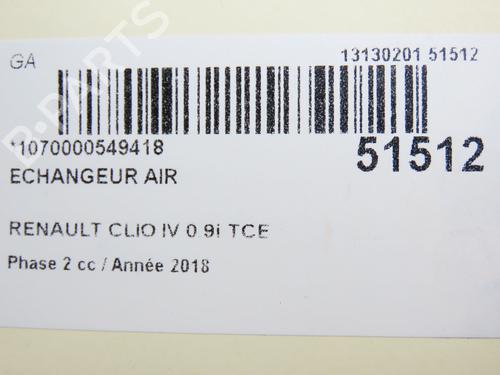 GA
13130201 51512
*1070000549418
51512
ECHANGEUR AIR
RENAULT CLIO IV 0 9i TCE
Phase 2 cc / Année 2018
B-PARTS